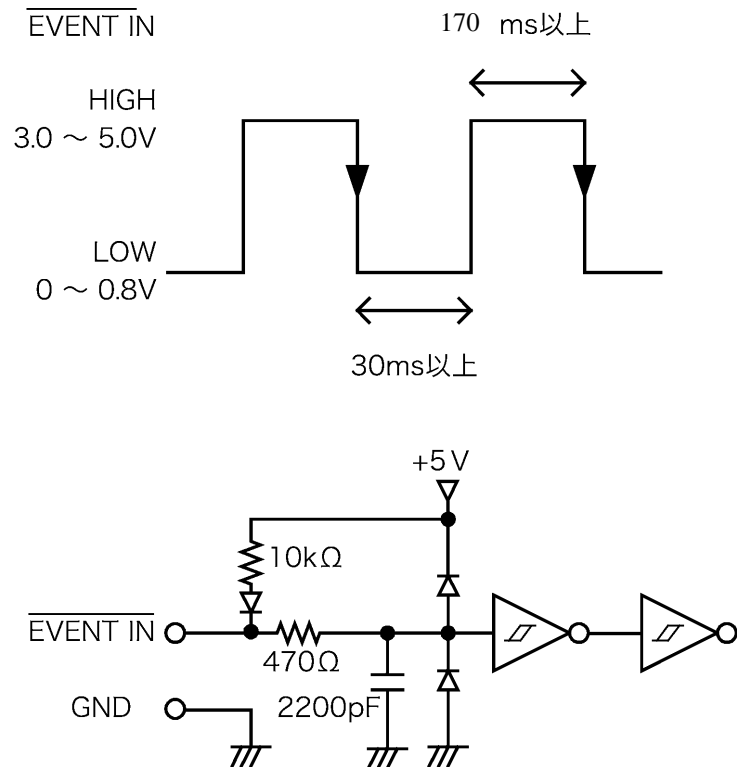 EVENT IN
170 ms以上
HIGH
3.0 ～ 5.0V
LOW
0 ～ 0.8V
30ms以上
+5V
10kΩ
EVENT IN
470Ω
GND
2200pF